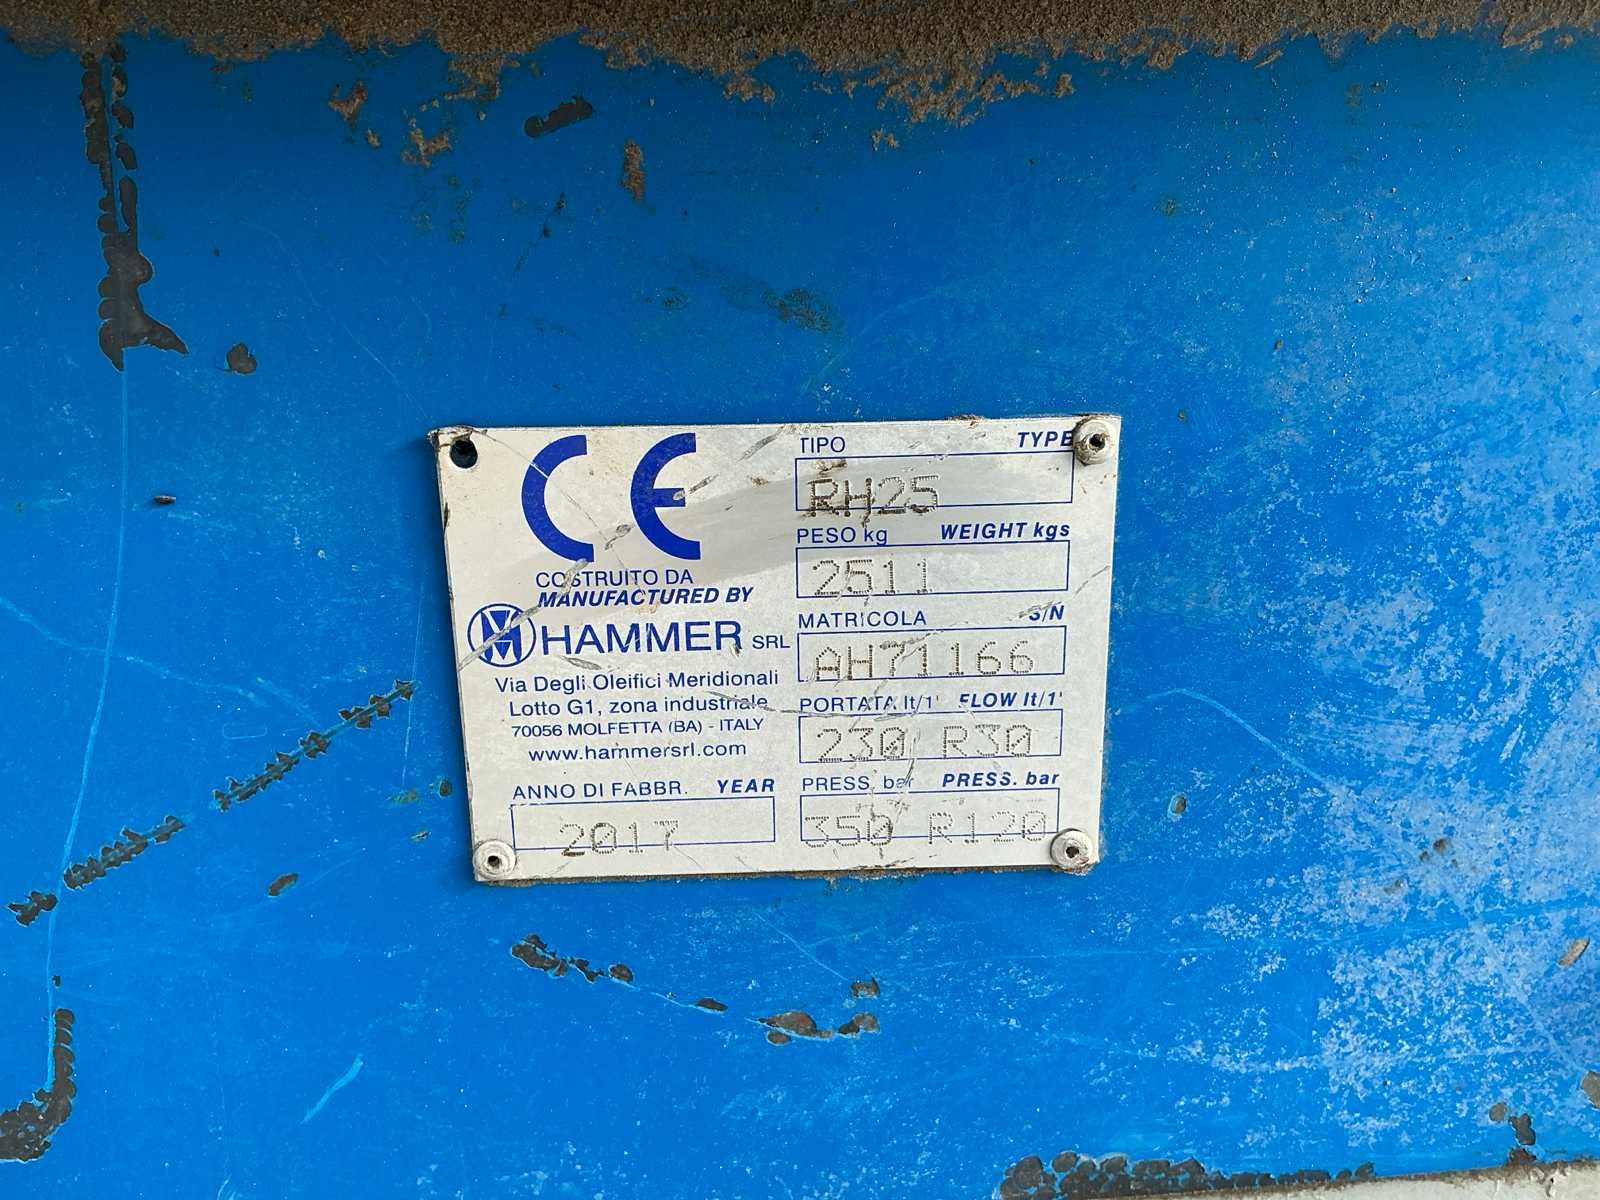 CE
COSTRUITO DA
MANUFACTURED BY
HAMMER SRL
Via Degli Oleifici Meridionali
Lotto G1, zona industriale
70056 MOLFETTA (BA) - ITALY
www.hammersrl.com
ANNO DI FABBR. YEAR
2017
TIPO TYPE
RH25
PESO kg WEIGHT kgs
2511
MATRICOLA S/N
AH71166
PORTATA lt/1' FLOW lt/1'
230 R30
PRESS. bar PRESS. bar
350 R120